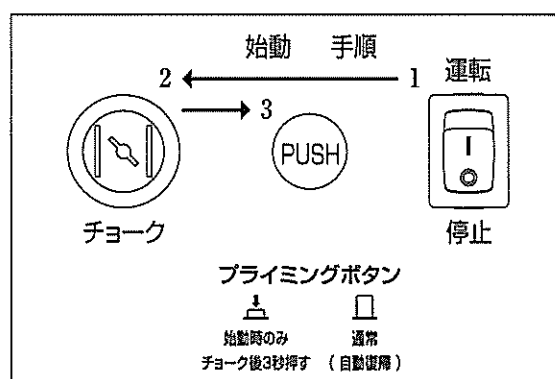 始動 手順
2 1 運転
3
PUSH
チョーク 停止
プライミングボタン
始動時のみ 通常
チョーク後3秒押す (自動復帰)